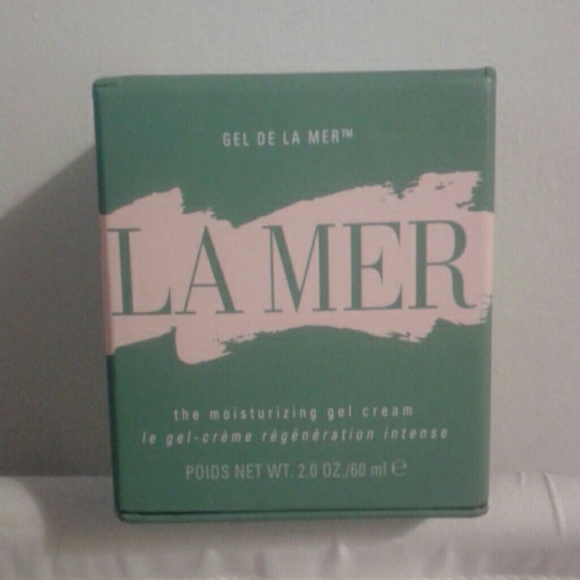 GEL DE LA MER™
LA MER
the moisturizing gel cream
le gel-crème régénération intense
POIDS NET WT. 2.0 OZ./60 ml ℮